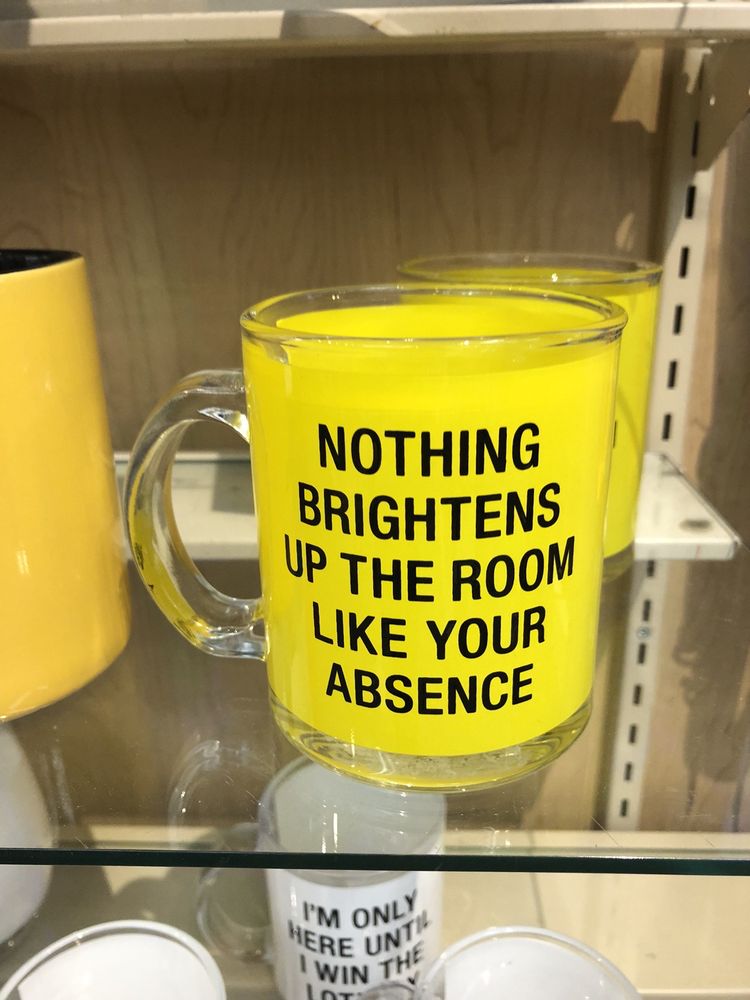 NOTHING
BRIGHTENS
UP THE ROOM
LIKE YOUR
ABSENCE
I'M ONLY
HERE UNTIL
I WIN THE